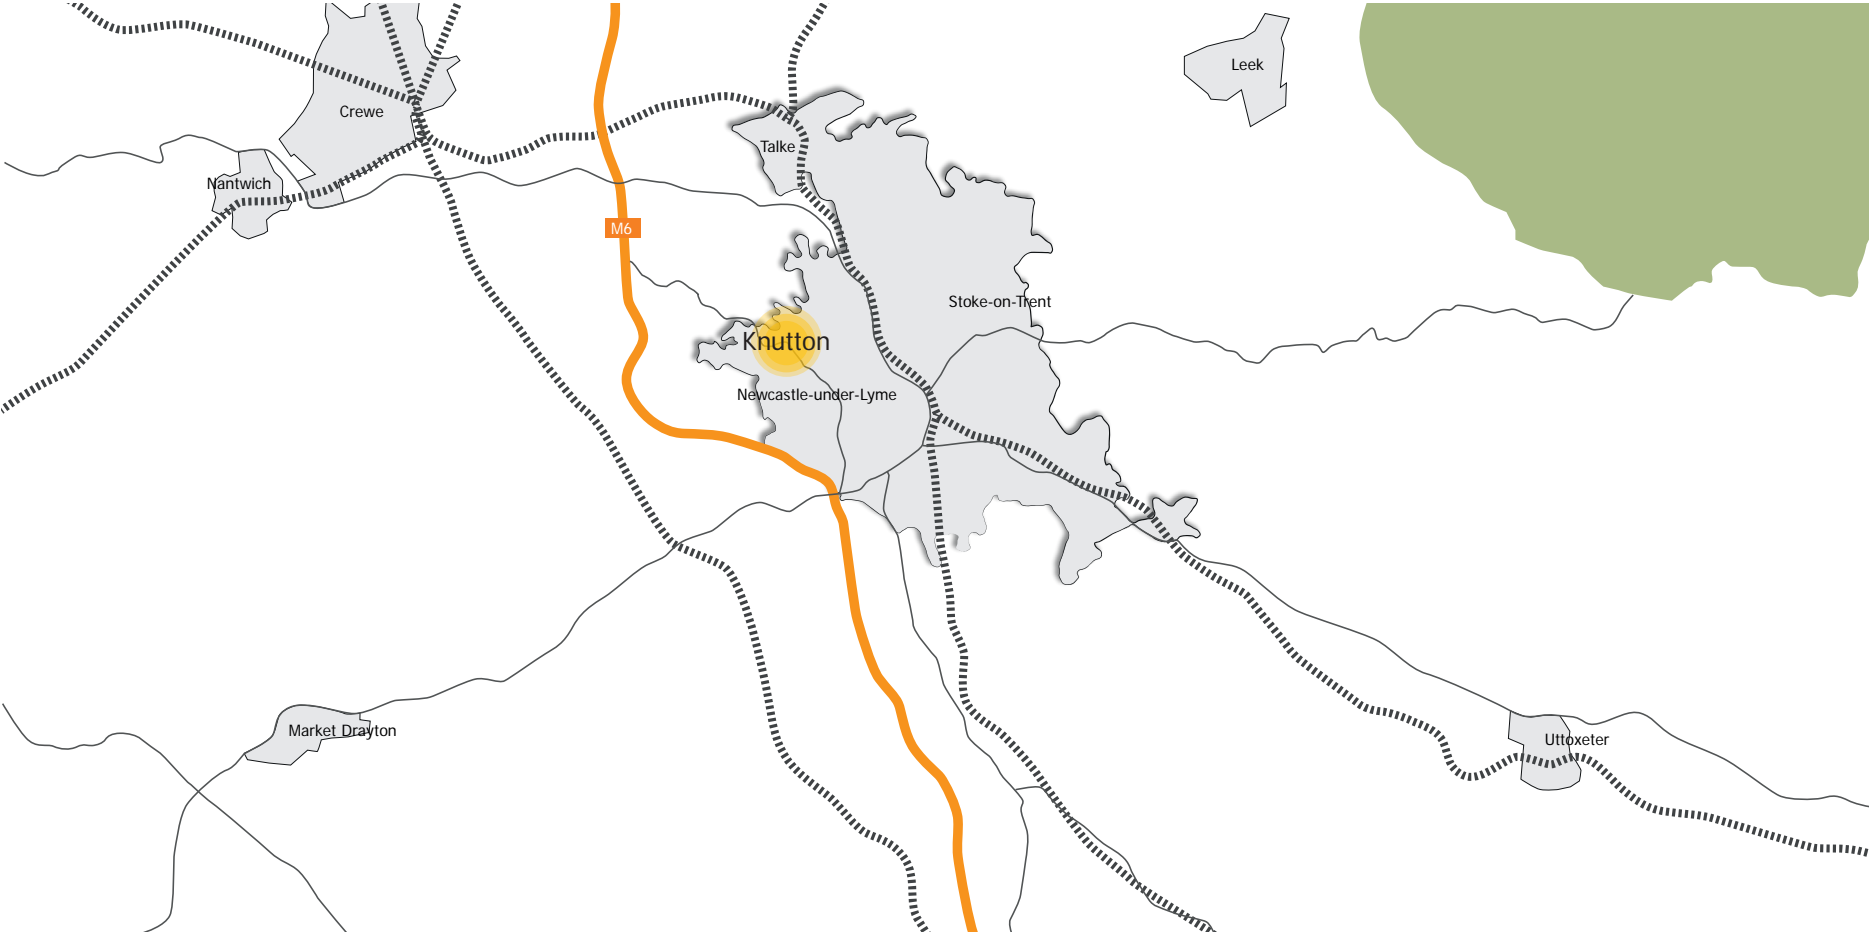 Leek
Crewe
Talke
Nantwich
M6
Stoke-on-Trent
Knutton
Newcastle-under-Lyme
Market Drayton
Uttoxeter